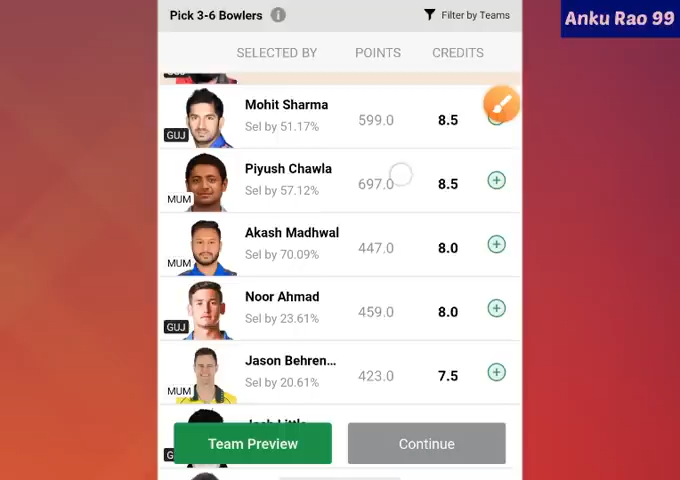 Anku Rao 99
Pick 3-6 Bowlers
i
Filter by Teams
SELECTED BY
POINTS
CREDITS
Mohit Sharma
Sel by 51.17%
599.0
8.5
GUJ
Piyush Chawla
Sel by 57.12%
697.0
8.5
MUM
Akash Madhwal
Sel by 70.09%
447.0
8.0
MUM
Noor Ahmad
Sel by 23.61%
459.0
8.0
GUJ
Jason Behren...
Sel by 20.61%
423.0
7.5
MUM
Team Preview
Continue